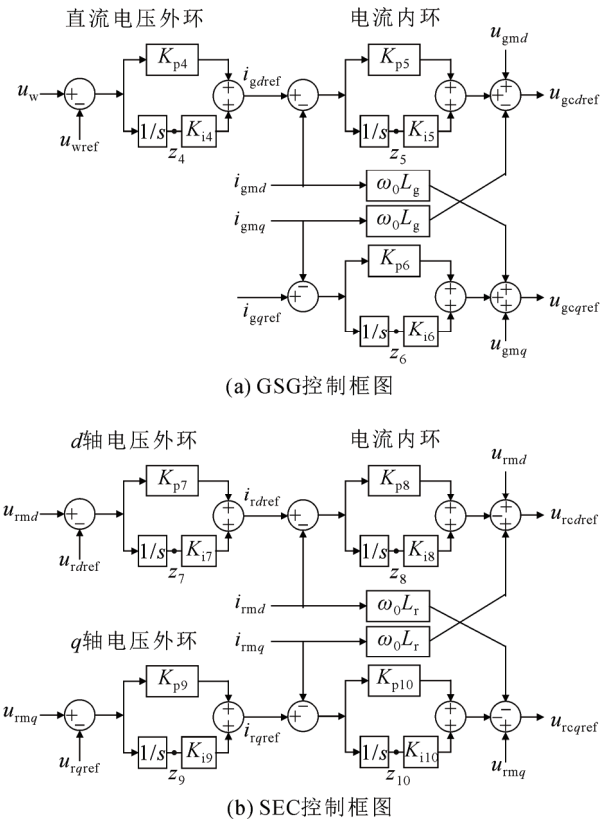 直流电压外环
电流内环
u_w
u_wref
K_p4
1/s
z_4
K_i4
i_gdref
K_p5
1/s
z_5
K_i5
u_gmd
u_gcdref
i_gmd
i_gmq
ω_0L_g
ω_0L_g
i_gqref
K_p6
1/s
z_6
K_i6
u_gcqref
u_gmq
(a) GSG控制框图
d轴电压外环
电流内环
u_rmd
u_rdref
K_p7
1/s
z_7
K_i7
i_rdref
K_p8
1/s
z_8
K_i8
u_rmd
u_rcdref
i_rmd
i_rmq
ω_0L_r
ω_0L_r
q轴电压外环
u_rmq
u_rqref
K_p9
1/s
z_9
K_i9
i_rqref
K_p10
1/s
z_10
K_i10
u_rcqref
u_rmq
(b) SEC控制框图